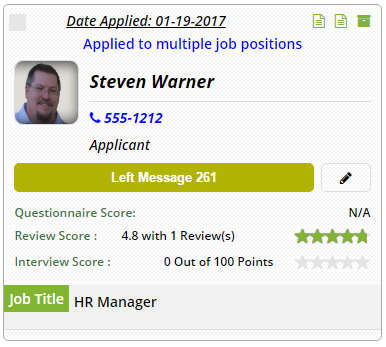 Date Applied: 01-19-2017
Applied to multiple job positions
Steven Warner
555-1212
Applicant
Left Message 261
Questionnaire Score: N/A
Review Score : 4.8 with 1 Review(s)
Interview Score : 0 Out of 100 Points
Job Title HR Manager